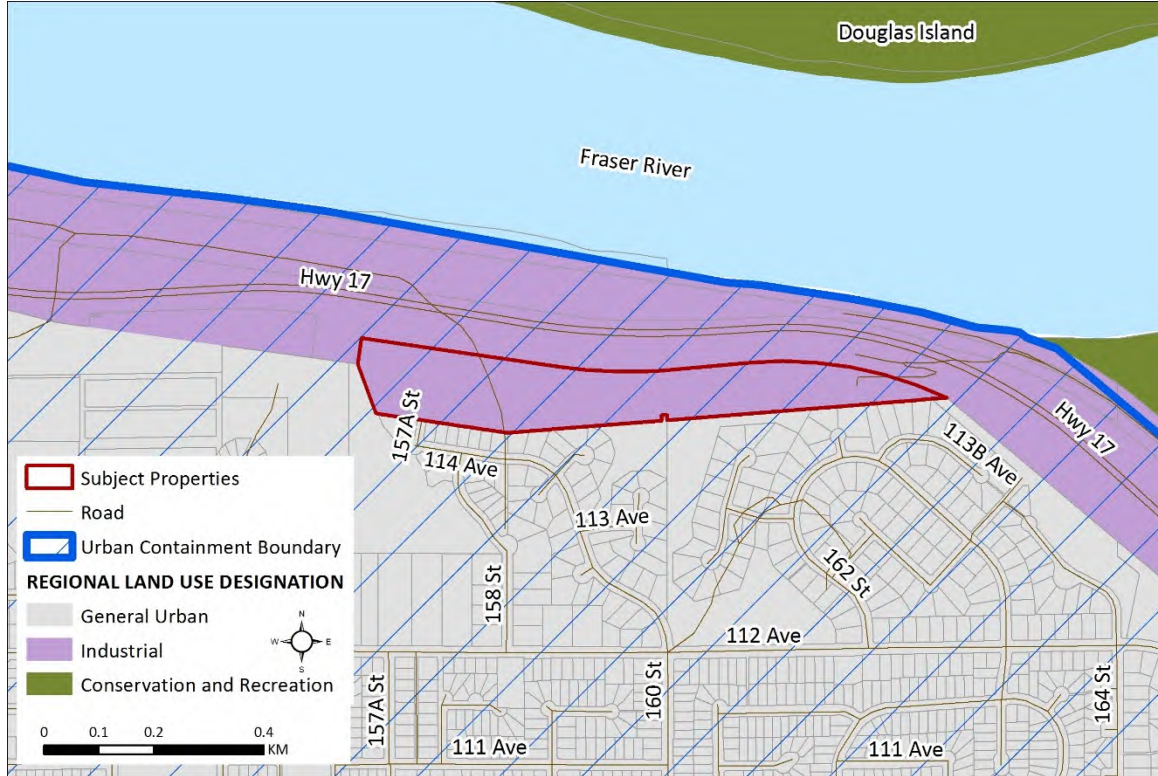 Douglas Island
Fraser River
Hwy 17
157A St
114 Ave
113 Ave
113B Ave
Hwy 17
158 St
162 St
112 Ave
157A St
160 St
164 St
111 Ave
111 Ave
Subject Properties
Road
Urban Containment Boundary
REGIONAL LAND USE DESIGNATION
General Urban
Industrial
Conservation and Recreation
N
W E
S
0 0.1 0.2 0.4
KM